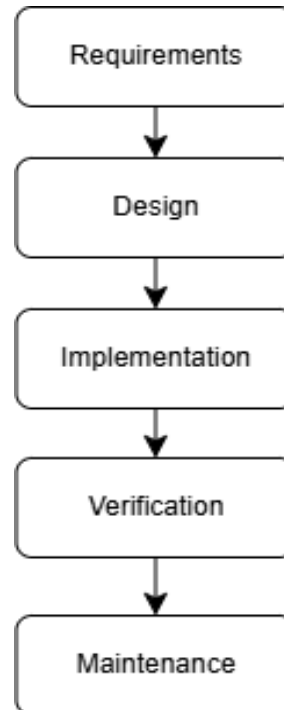 Requirements
Design
Implementation
Verification
Maintenance